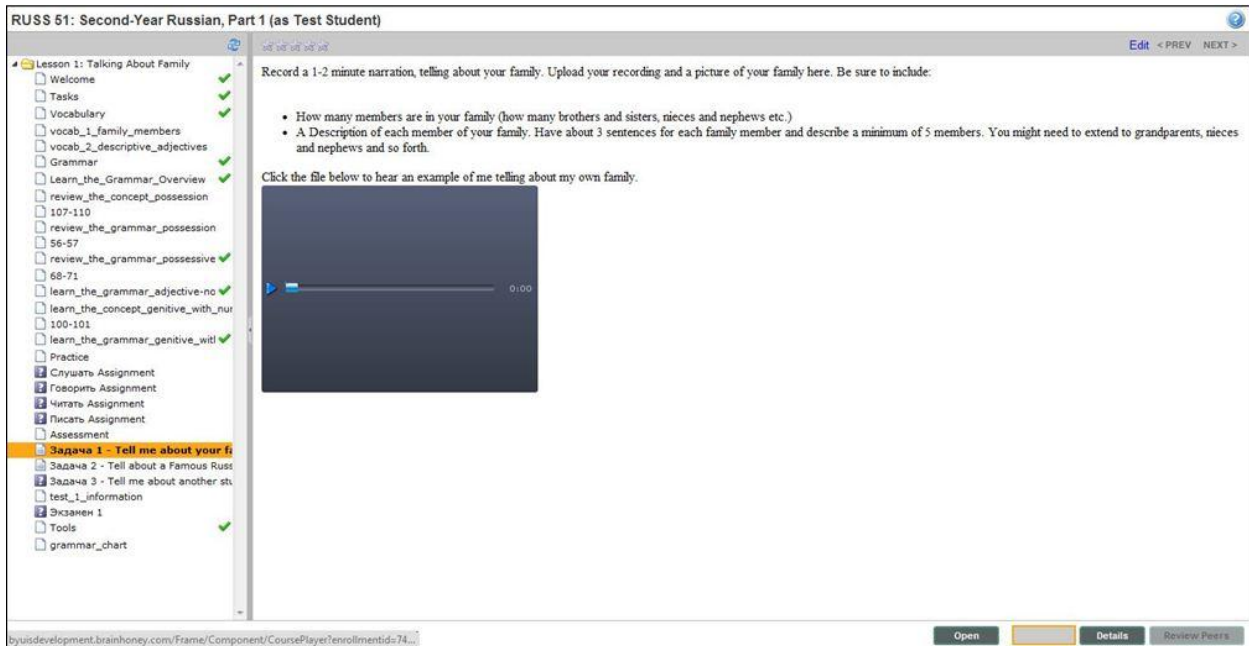 RUSS 51: Second-Year Russian, Part 1 (as Test Student)
Edit < PREV NEXT >
Lesson 1: Talking About Family
Welcome
Tasks
Vocabulary
vocab_1_family_members
vocab_2_descriptive_adjectives
Grammar
Learn_the_Grammar_Overview
review_the_concept_possession
107-110
review_the_grammar_possession
56-57
review_the_grammar_possessive
68-71
learn_the_grammar_adjective-no
learn_the_concept_genitive_with_nur
100-101
learn_the_grammar_genitive_witl
Practice
Слушать Assignment
Говорить Assignment
Читать Assignment
Писать Assignment
Assessment
Задача 1 - Tell me about your fa
Задача 2 - Tell about a Famous Russ
Задача 3 - Tell me about another stu
test_1_information
Экзамен 1
Tools
grammar_chart
Record a 1-2 minute narration, telling about your family. Upload your recording and a picture of your family here. Be sure to include:
• How many members are in your family (how many brothers and sisters, nieces and nephews etc.)
• A Description of each member of your family. Have about 3 sentences for each family member and describe a minimum of 5 members. You might need to extend to grandparents, nieces
and nephews and so forth.
Click the file below to hear an example of me telling about my own family.
0:00
byuisdevelopment.brainhoney.com/Frame/Component/CoursePlayer?enrollmentid=74...
Open Details Review Peers